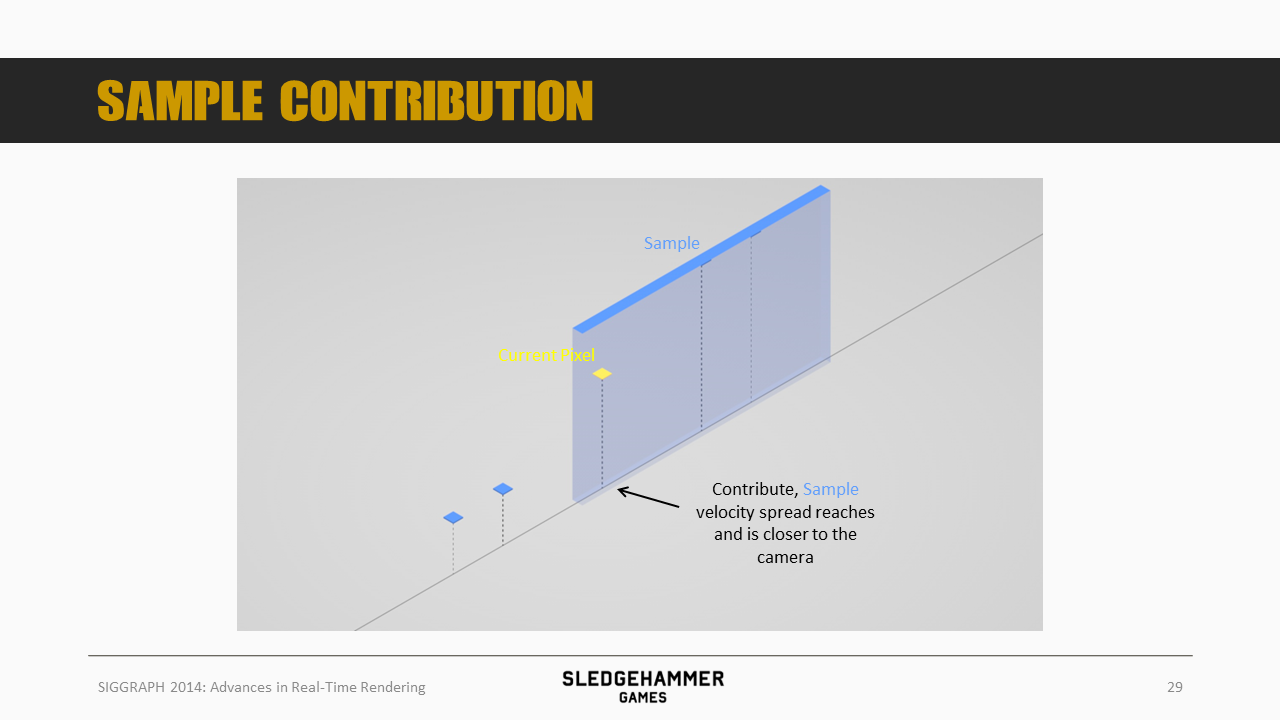 SAMPLE CONTRIBUTION
Sample
Current Pixel
Contribute, Sample
velocity spread reaches
and is closer to the
camera
SIGGRAPH 2014: Advances in Real-Time Rendering
SLEDGEHAMMER
GAMES
29